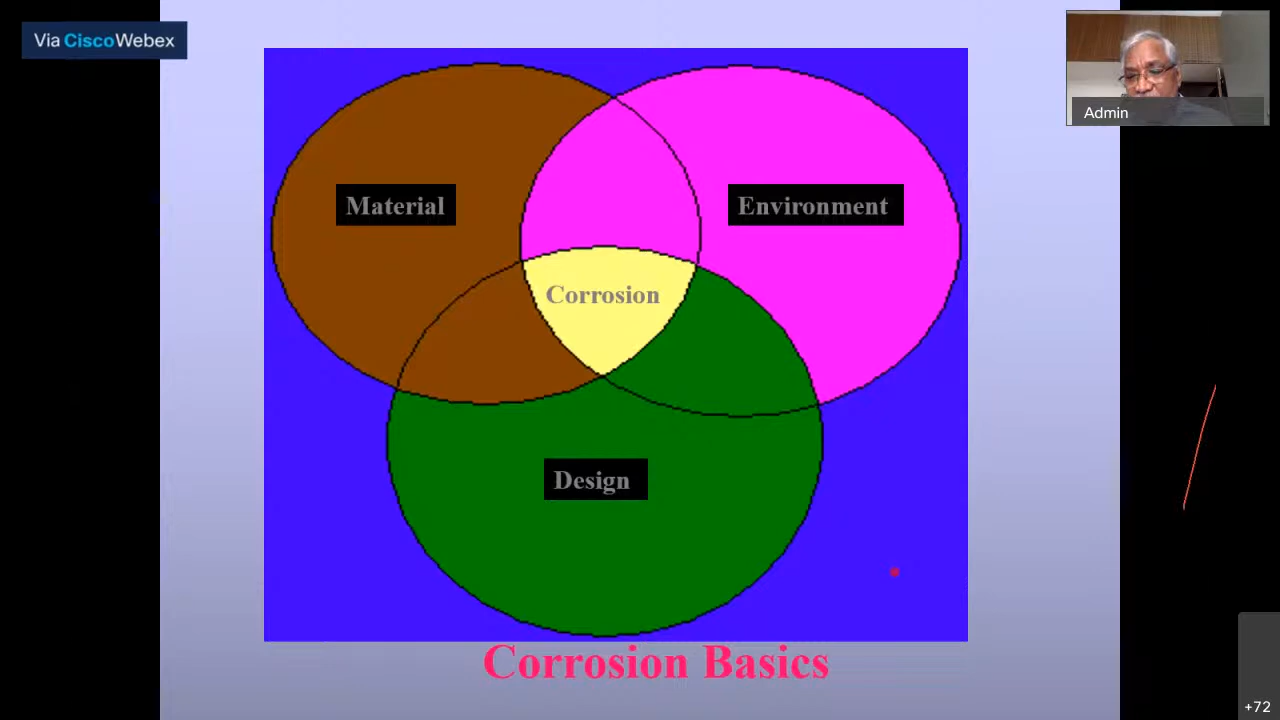 Via CiscoWebex
Admin
Material
Environment
Corrosion
Design
Corrosion Basics
+72